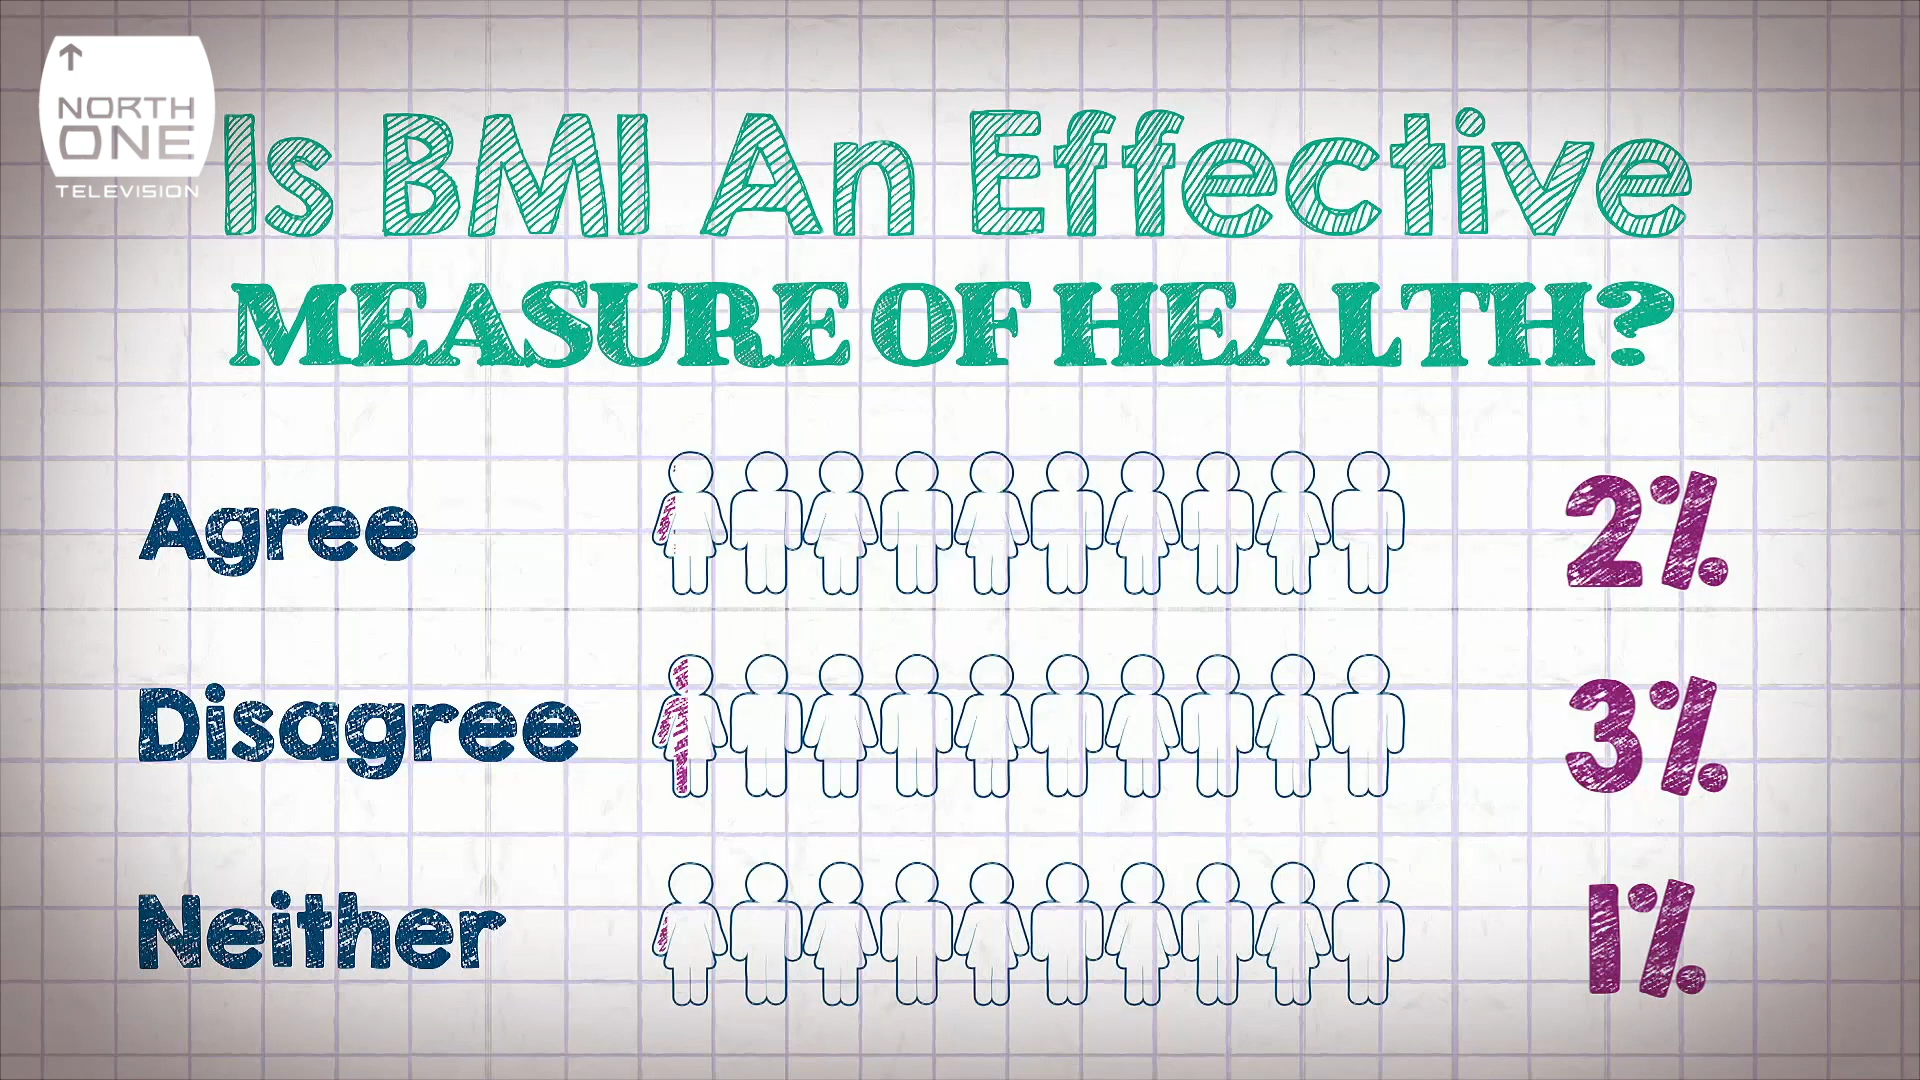 NORTH
ONE
TELEVISION
Is BMI An Effective
MEASURE OF HEALTH?
Agree 2%
Disagree 3%
Neither 1%